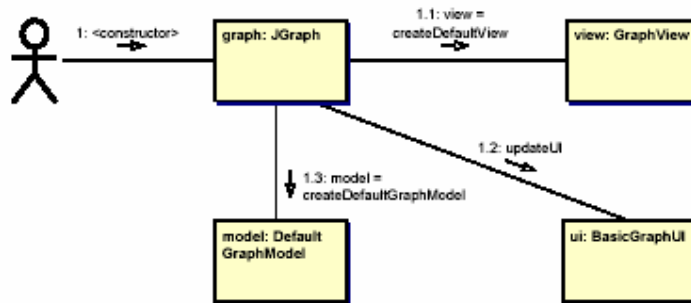 1: <constructor>
graph: JGraph
1.1: view =
createDefaultView
view: GraphView
1.2: updateUI
1.3: model =
createDefaultGraphModel
model: Default
GraphModel
ui: BasicGraphUI